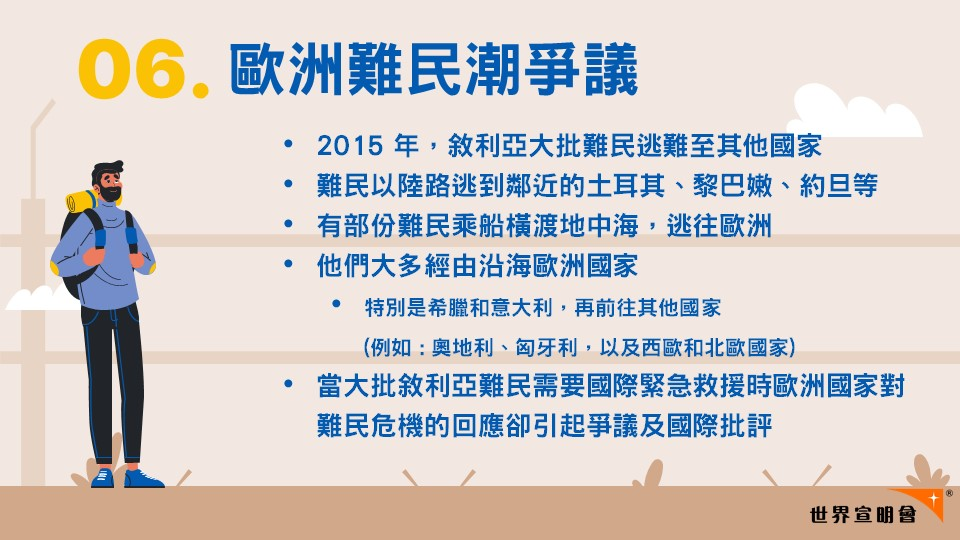 06. 歐洲難民潮爭議
• 2015 年，敘利亞大批難民逃難至其他國家
• 難民以陸路逃到鄰近的土耳其、黎巴嫩、約旦等
• 有部份難民乘船橫渡地中海，逃往歐洲
• 他們大多經由沿海歐洲國家
• 特別是希臘和意大利，再前往其他國家
(例如：奧地利、匈牙利，以及西歐和北歐國家)
• 當大批敘利亞難民需要國際緊急救援時歐洲國家對
難民危機的回應卻引起爭議及國際批評
世界宣明會®